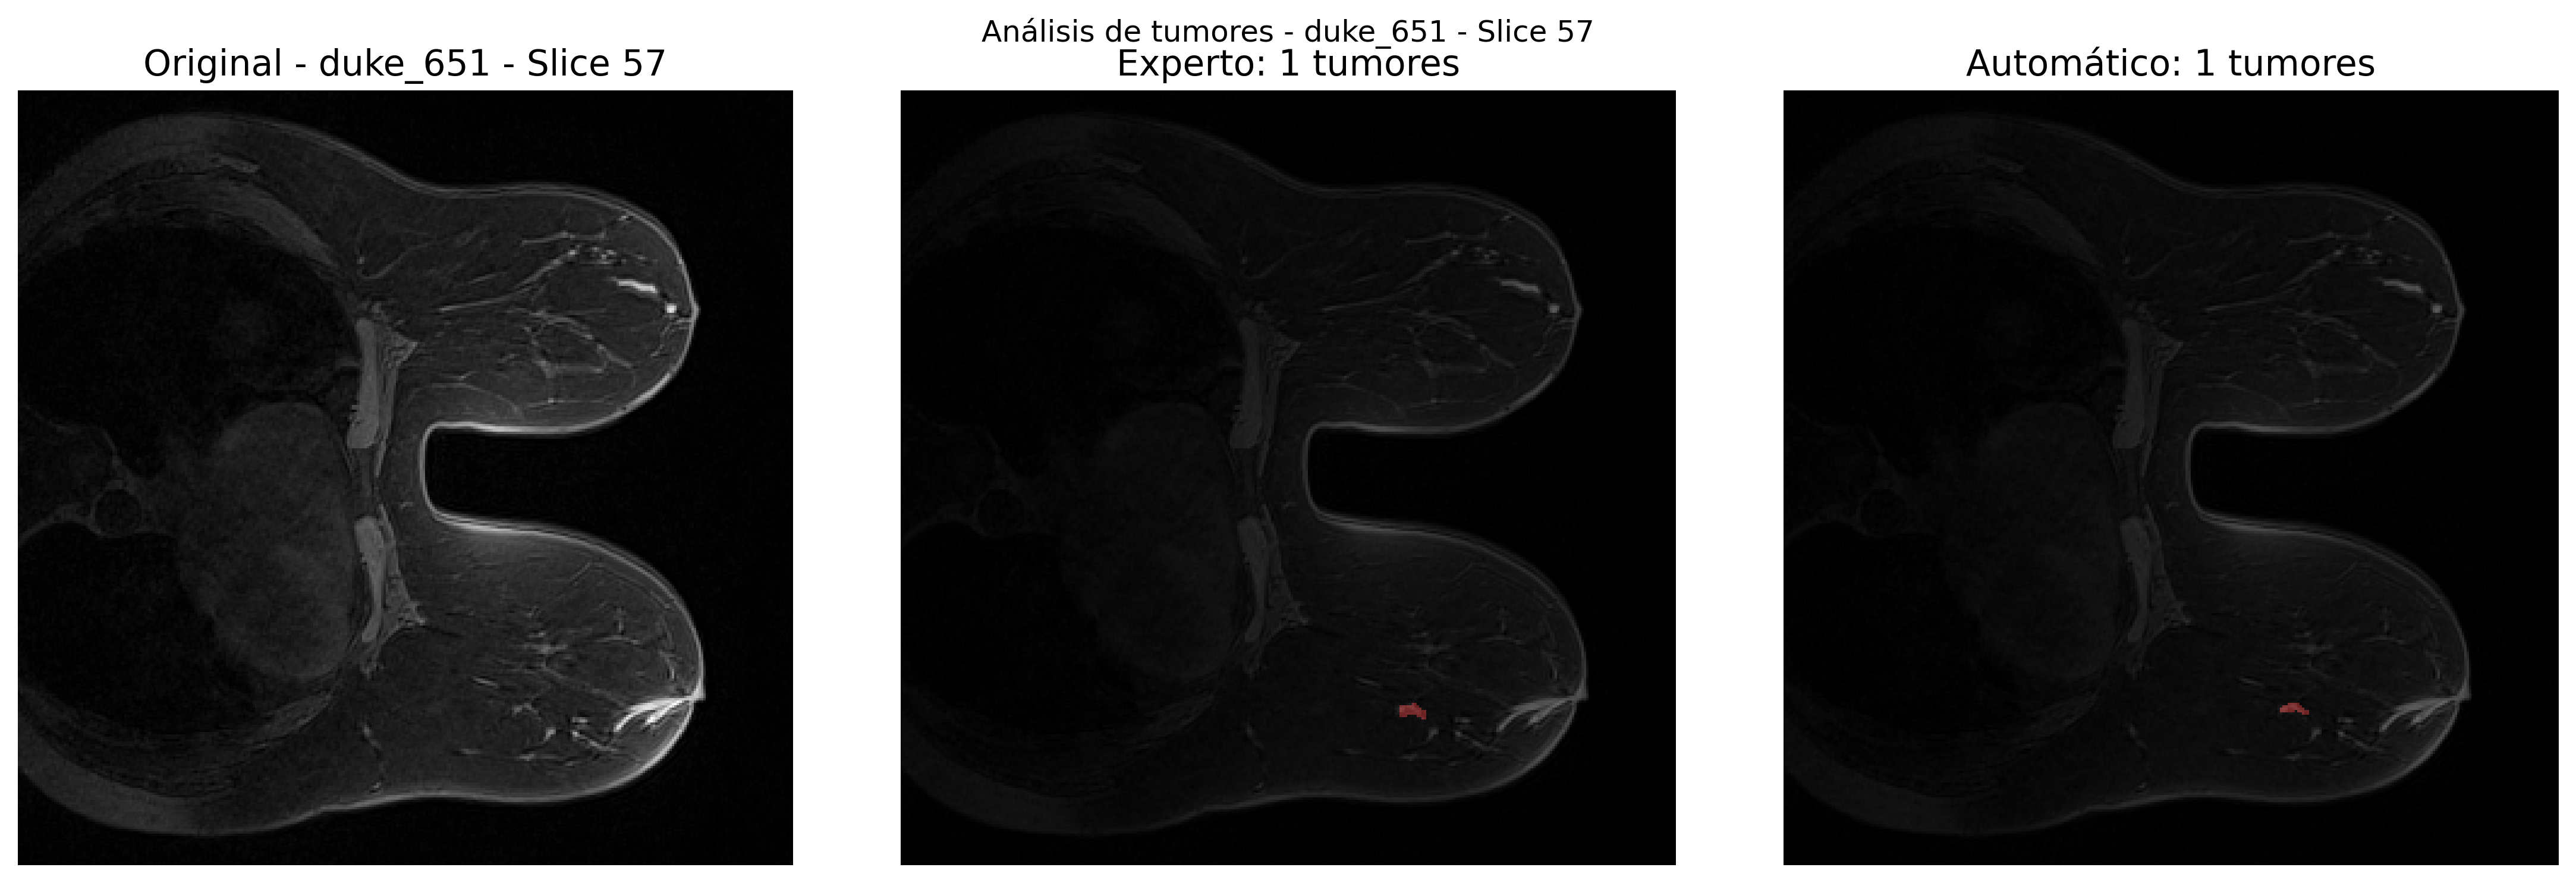 Análisis de tumores - duke_651 - Slice 57
Original - duke_651 - Slice 57
Experto: 1 tumores
Automático: 1 tumores